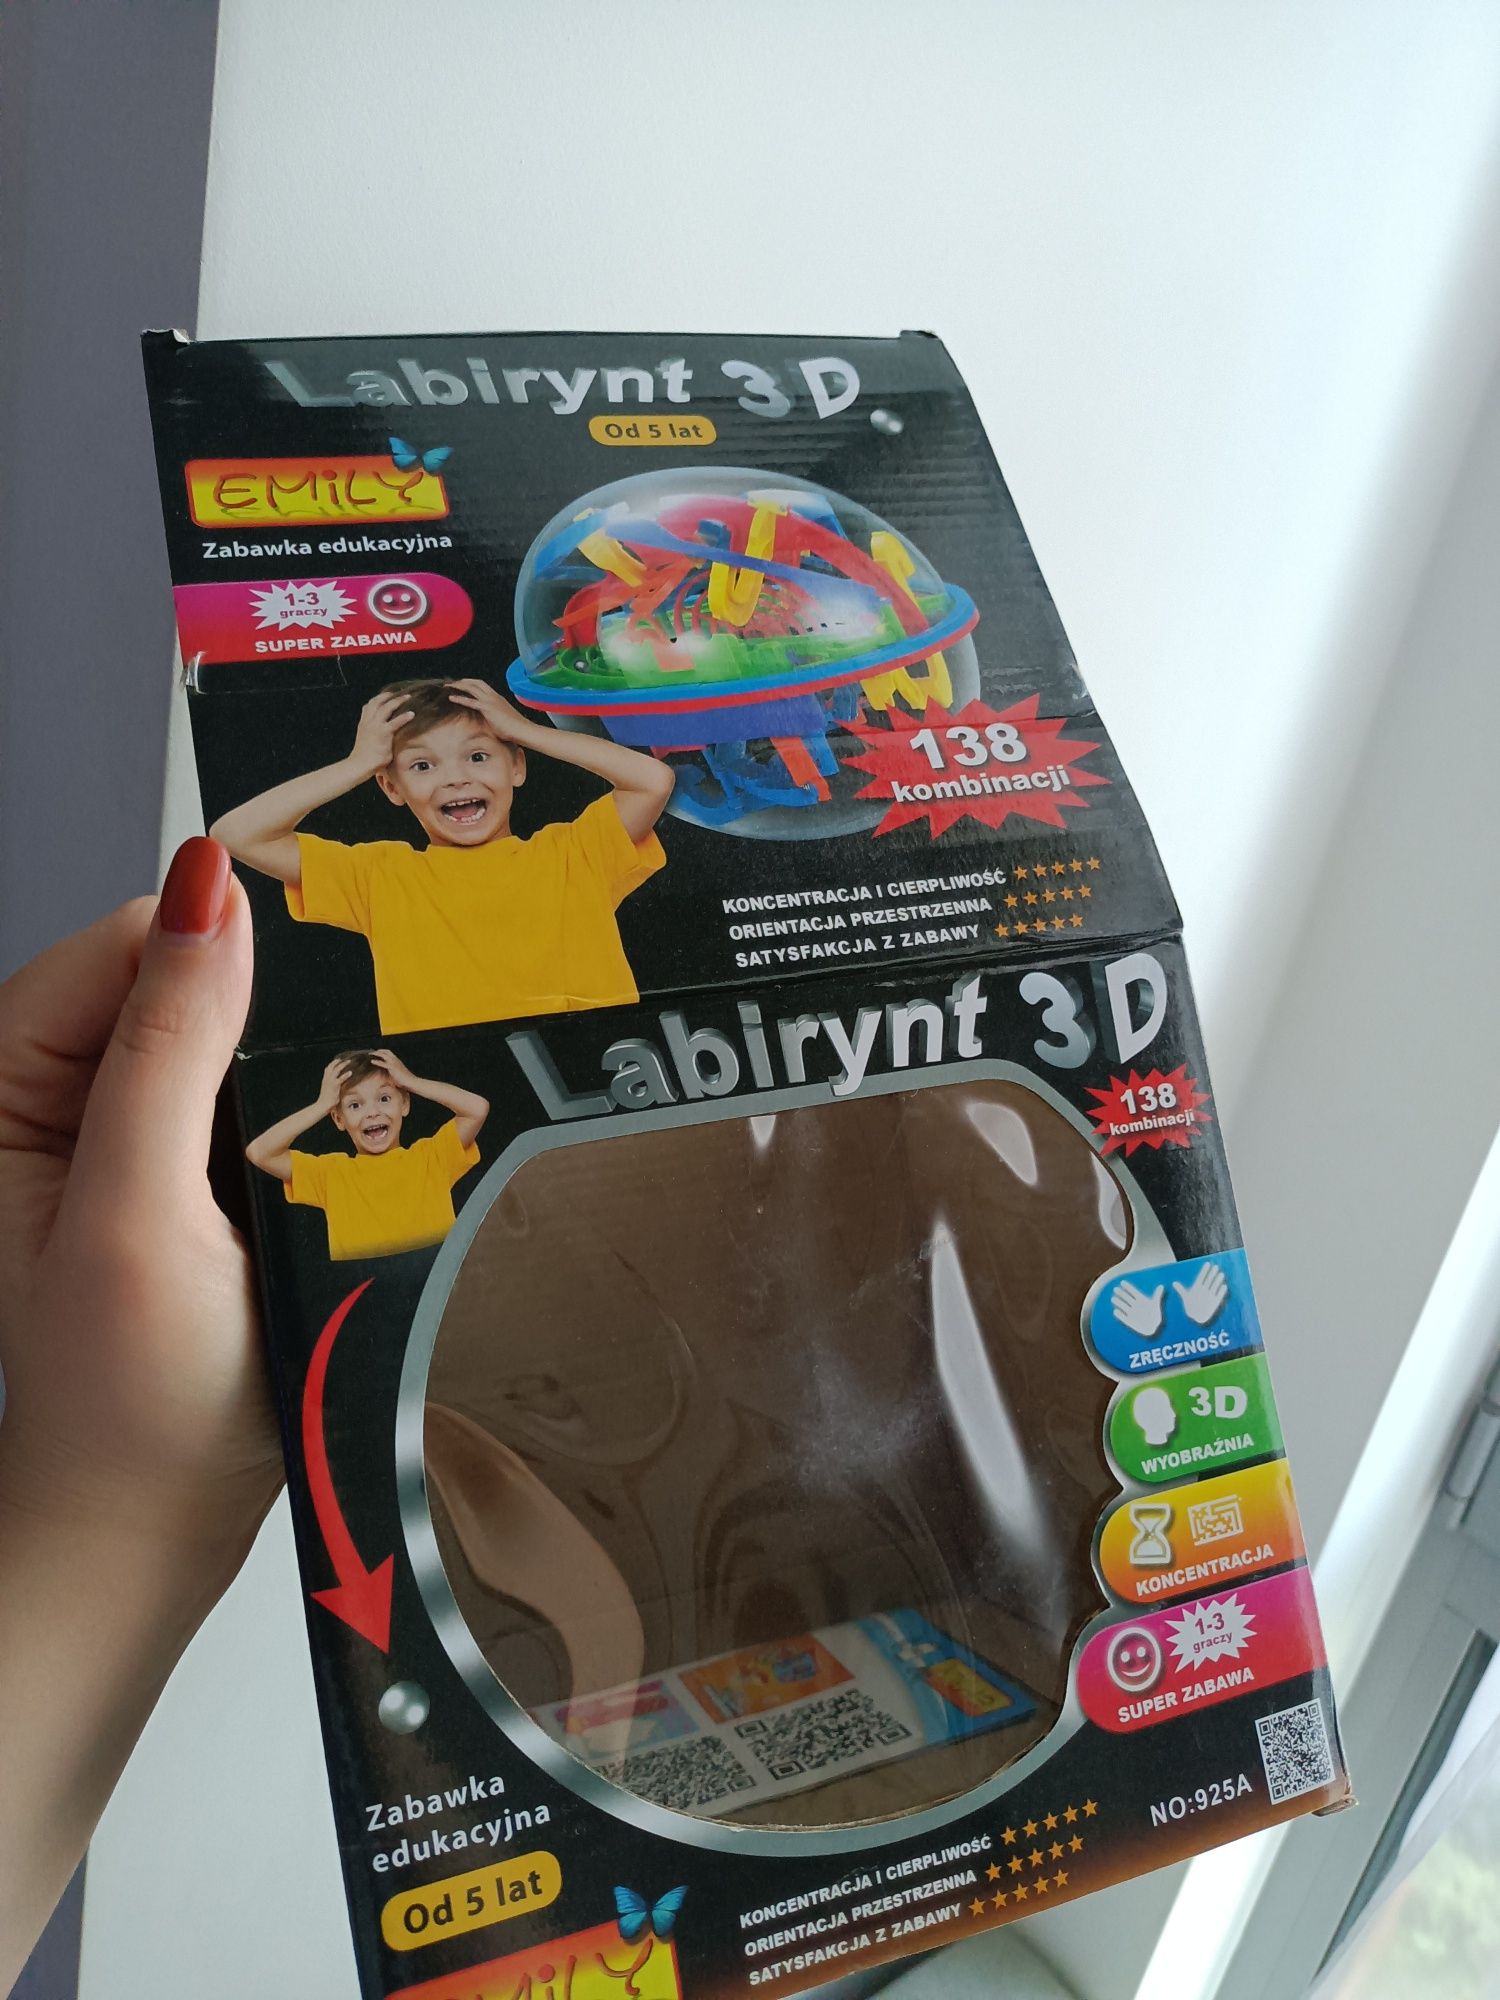 Labirynt 3D
Od 5 lat
EMiLY
Zabawka edukacyjna
1-3
graczy
SUPER ZABAWA
138
kombinacji
KONCENTRACJA I CIERPLIWOŚĆ
ORIENTACJA PRZESTRZENNA
SATYSFAKCJA Z ZABAWY
Labirynt 3D
138
kombinacji
ZRĘCZNOŚĆ
3D
WYOBRAŹNIA
KONCENTRACJA
1-3
graczy
SUPER ZABAWA
NO:925A
Zabawka
edukacyjna
Od 5 lat
KONCENTRACJA I CIERPLIWOŚĆ
ORIENTACJA PRZESTRZENNA
SATYSFAKCJA Z ZABAWY
EMiLY